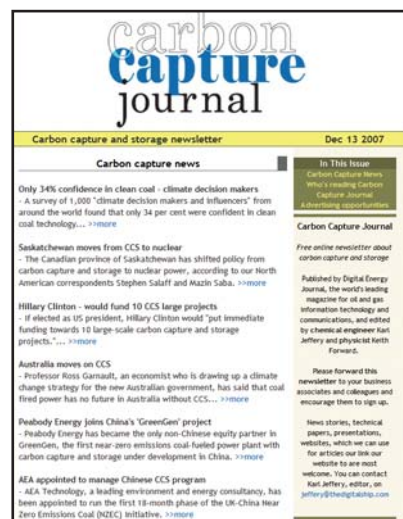 carbon
capture
journal
Carbon capture and storage newsletter Dec 13 2007
Carbon capture news
Only 34% confidence in clean coal - climate decision makers
- A survey of 1,000 "climate decision makers and influencers" from
around the world found that only 34 per cent were confident in clean
coal technology... >>more
Saskatchewan moves from CCS to nuclear
- The Canadian province of Saskatchewan has shifted policy from
carbon capture and storage to nuclear power, according to our North
American correspondents Stephen Salaff and Mazin Saba. >>more
Hillary Clinton - would fund 10 CCS large projects
- If elected as US president, Hillary Clinton would "put immediate
funding towards 10 large-scale carbon capture and storage
projects."... >>more
Australia moves on CCS
- Professor Ross Garnault, an economist who is drawing up a climate
change strategy for the new Australian government, has said that coal
fired power has no future in Australia without CCS... >>more
Peabody Energy joins China's 'GreenGen' project
- Peabody Energy has became the only non-Chinese equity partner in
GreenGen, the first near-zero emissions coal-fueled power plant with
carbon capture and storage under development in China. >>more
AEA appointed to manage Chinese CCS program
- AEA Technology, a leading environment and energy consultancy, has
been appointed to run the first 18-month phase of the UK-China Near
Zero Emissions Coal (NZEC) Initiative. >>more
In This Issue
Carbon Capture News
Who's reading Carbon
Capture Journal
Advertising opportunities
Carbon Capture Journal
Free online newsletter about
carbon capture and storage
Published by Digital Energy
Journal, the world's leading
magazine for oil and gas
information technology and
communications, and edited
by chemical engineer Karl
Jeffery and physicist Keith
Forward.
Please forward this
newsletter to your business
associates and colleagues and
encourage them to sign up.
News stories, technical
papers, presentations,
websites, which we can use
for articles our link our
website to are most
welcome. You can contact
Karl Jeffery, editor, on
jeffery@thedigitalship.com